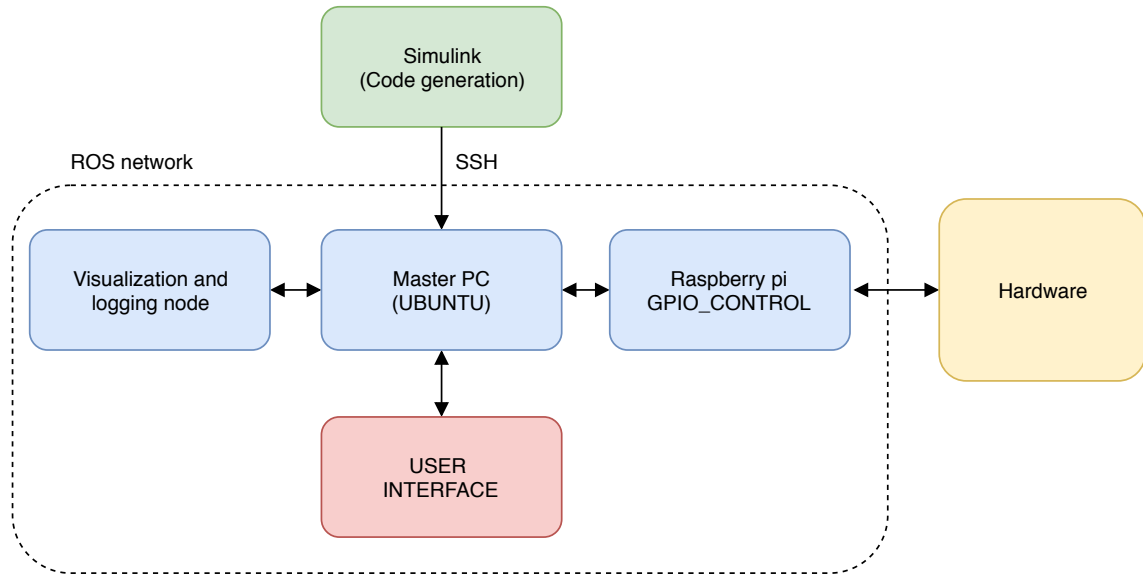 Simulink
(Code generation)
ROS network
SSH
Visualization and
logging node
Master PC
(UBUNTU)
Raspberry pi
GPIO_CONTROL
Hardware
USER
INTERFACE